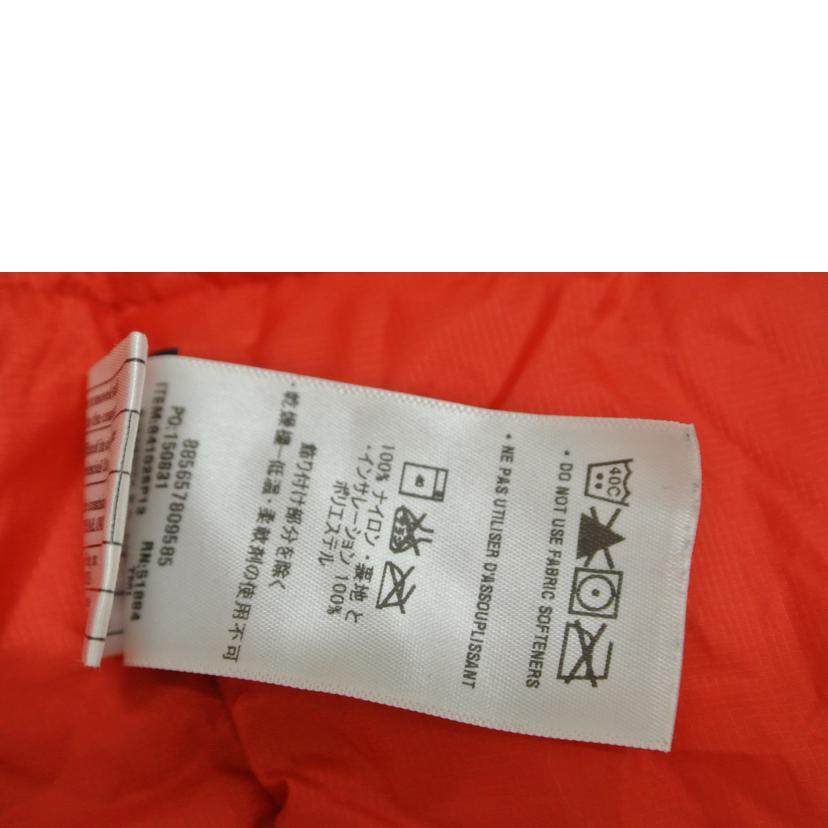 40C
・DO NOT USE FABRIC SOFTENERS
・NE PAS UTILISER D'ASSOUPLISSANT
100% ナイロン・裏地と
・インサレーション 100%
ポリエステル
飾り付け部分を除く
・乾燥機―低温・柔軟剤の使用不可
885657809585
PO:150831
RN:51884